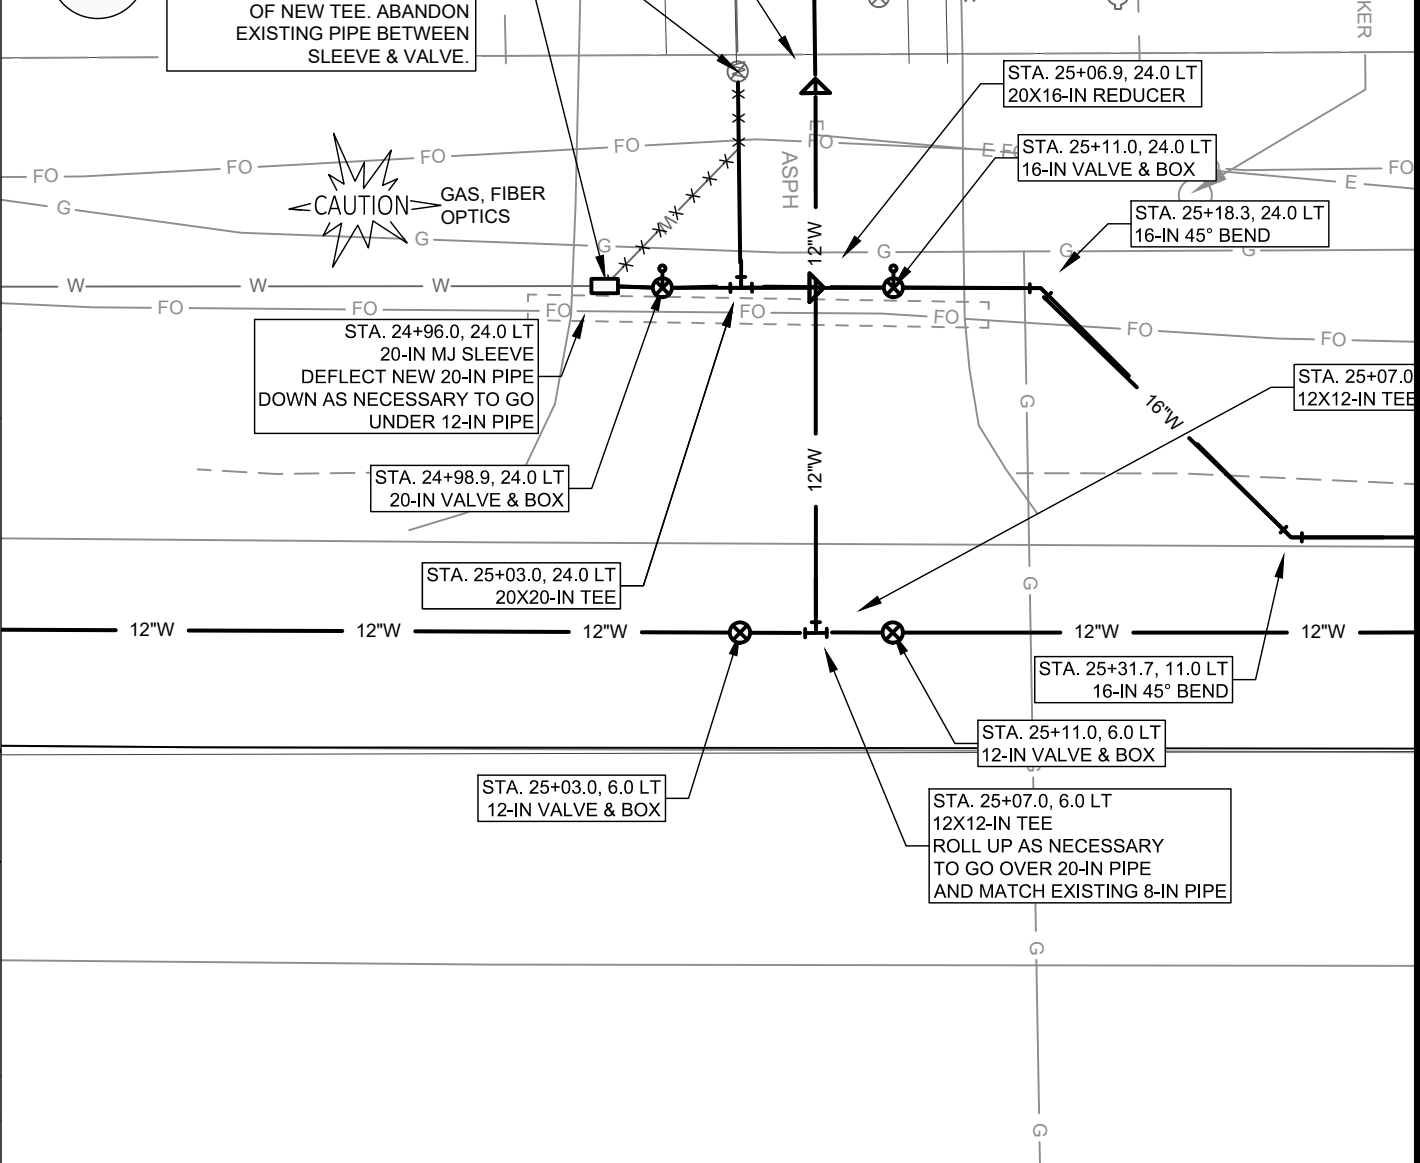 OF NEW TEE. ABANDON
EXISTING PIPE BETWEEN
SLEEVE & VALVE.
KER
STA. 25+06.9, 24.0 LT
20X16-IN REDUCER
STA. 25+11.0, 24.0 LT
16-IN VALVE & BOX
FO
FO
FO
FO
FO
E
E
FO
E
ASPH
CAUTION
GAS, FIBER
OPTICS
STA. 25+18.3, 24.0 LT
16-IN 45° BEND
G
G
G
G
G
G
W
12"W
W
W
W
FO
FO
FO
FO
FO
FO
FO
STA. 24+96.0, 24.0 LT
20-IN MJ SLEEVE
DEFLECT NEW 20-IN PIPE
DOWN AS NECESSARY TO GO
UNDER 12-IN PIPE
STA. 25+07.0
12X12-IN TEE
G
16"W
12"W
STA. 24+98.9, 24.0 LT
20-IN VALVE & BOX
STA. 25+03.0, 24.0 LT
20X20-IN TEE
G
12"W
12"W
12"W
12"W
12"W
STA. 25+31.7, 11.0 LT
16-IN 45° BEND
STA. 25+11.0, 6.0 LT
12-IN VALVE & BOX
STA. 25+03.0, 6.0 LT
12-IN VALVE & BOX
STA. 25+07.0, 6.0 LT
12X12-IN TEE
ROLL UP AS NECESSARY
TO GO OVER 20-IN PIPE
AND MATCH EXISTING 8-IN PIPE
G
G